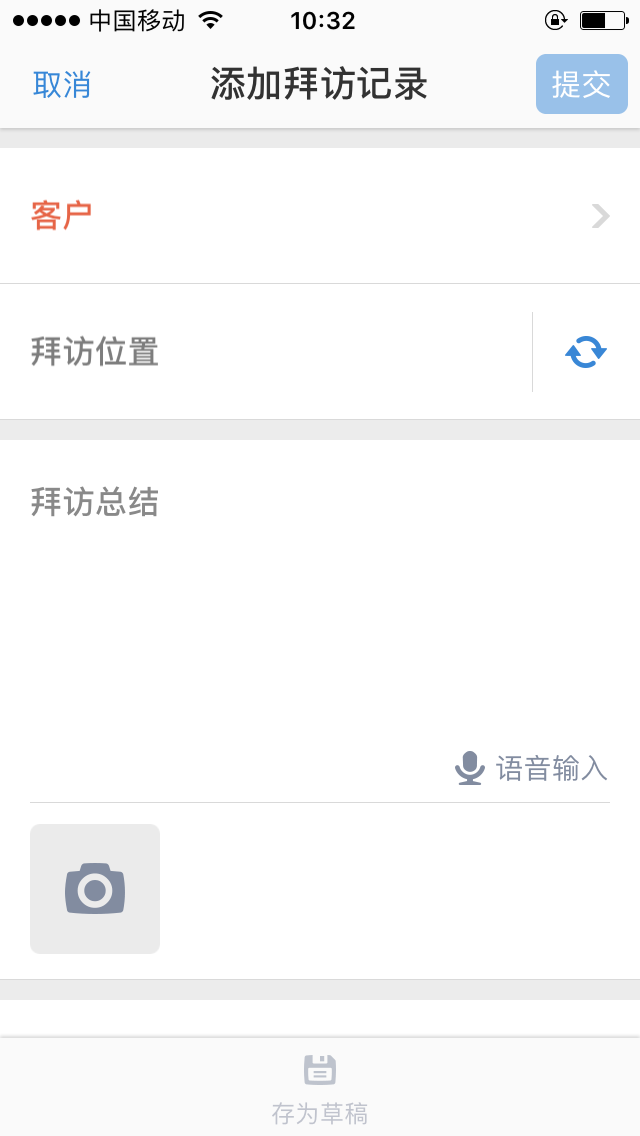 中国移动 10:32
取消 添加拜访记录 提交
客户
拜访位置
拜访总结
语音输入
存为草稿